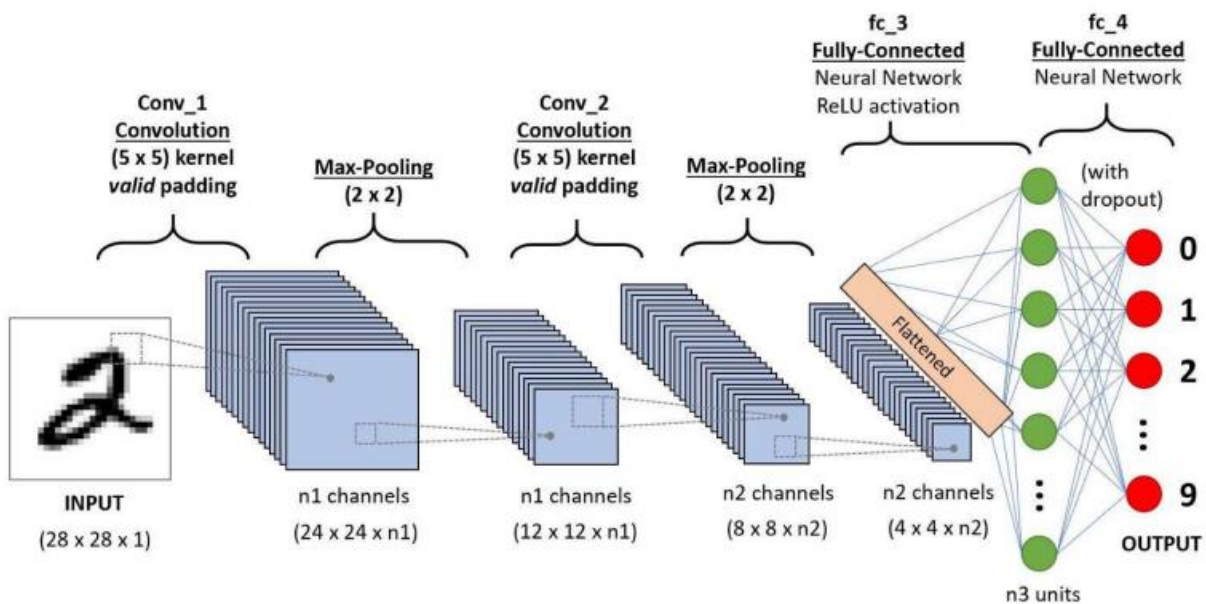 fc_3
Fully-Connected
Neural Network
ReLU activation
fc_4
Fully-Connected
Neural Network
Conv_1
Convolution
(5 x 5) kernel
valid padding
Max-Pooling
(2 x 2)
Conv_2
Convolution
(5 x 5) kernel
valid padding
Max-Pooling
(2 x 2)
(with
dropout)
Flattened
0
1
2
⋮
9
OUTPUT
INPUT
(28 x 28 x 1)
n1 channels
(24 x 24 x n1)
n1 channels
(12 x 12 x n1)
n2 channels
(8 x 8 x n2)
n2 channels
(4 x 4 x n2)
⋮
n3 units
2